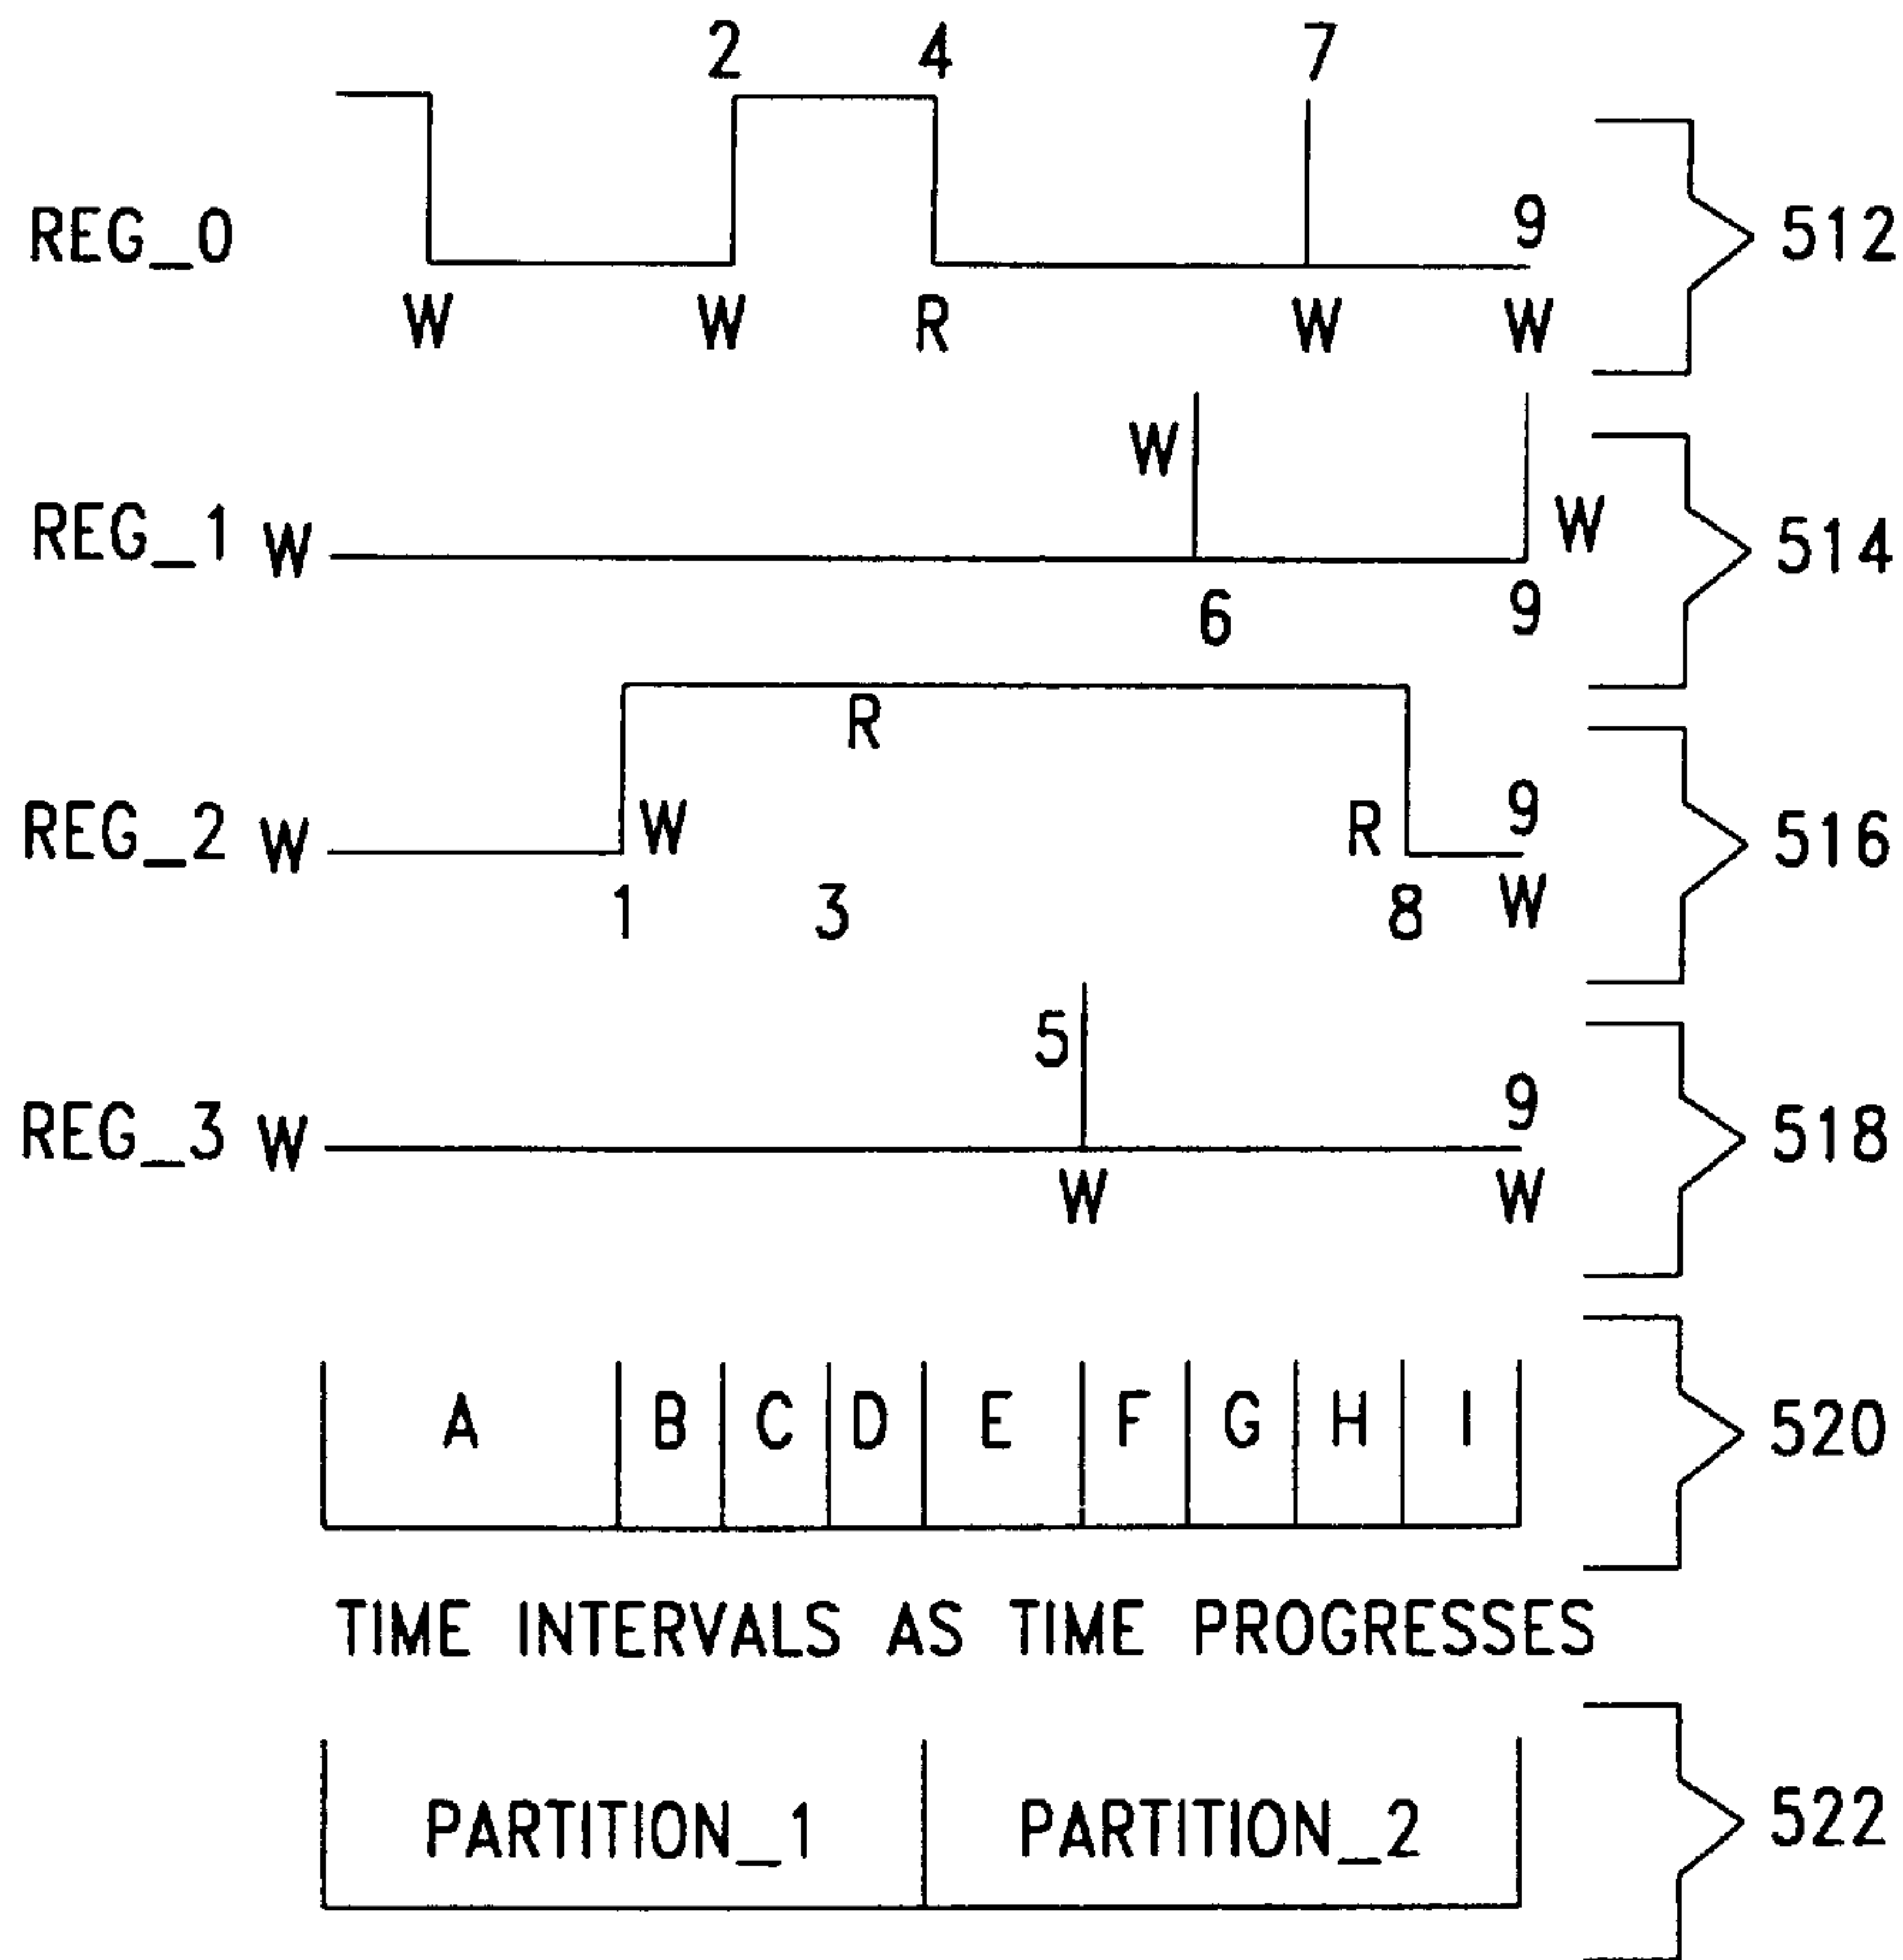 2 4 7
REG_0 9 512
W W R W W
W
REG_1 W W 514
6 9
R
REG_2 W W R 9 516
1 3 8 W
5
REG_3 W 9 518
W W
A B C D E F G H I 520
TIME INTERVALS AS TIME PROGRESSES
PARTITION_1 PARTITION_2 522